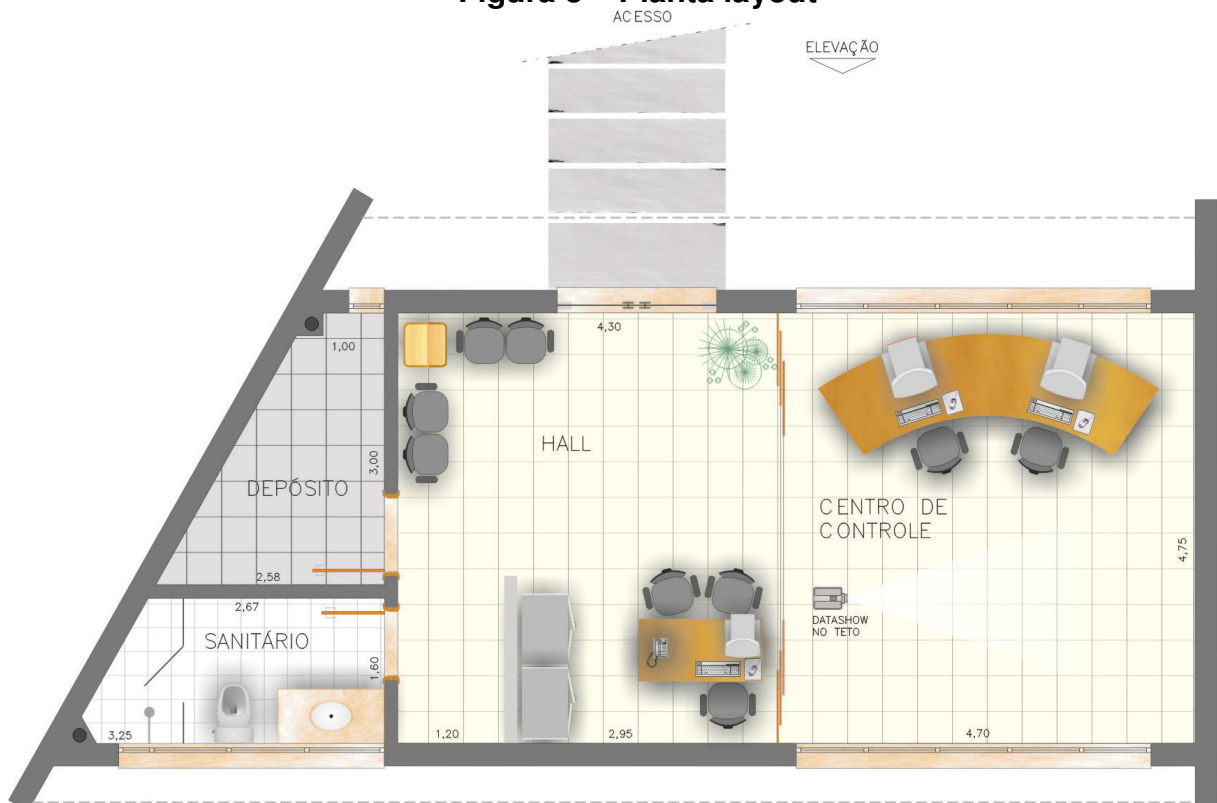 Figura 3 – Planta layout
ACESSO
ELEVAÇÃO
4,30
1,00
HALL
3,00
DEPÓSITO
CENTRO DE
CONTROLE
4,75
2,58
2,67
DATASHOW
NO TETO
SANITÁRIO
1,60
3,25
1,20
2,95
4,70